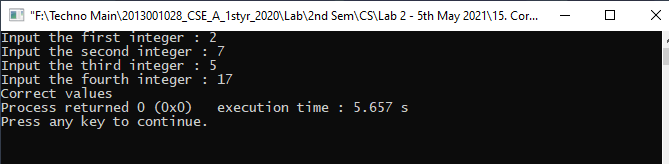 "F:\Techno Main\2013001028_CSE_A_1styr_2020\Lab\2nd Sem\CS\Lab 2 - 5th May 2021\15. Cor...
Input the first integer : 2
Input the second integer : 7
Input the third integer : 5
Input the fourth integer : 17
Correct values
Process returned 0 (0x0)   execution time : 5.657 s
Press any key to continue.